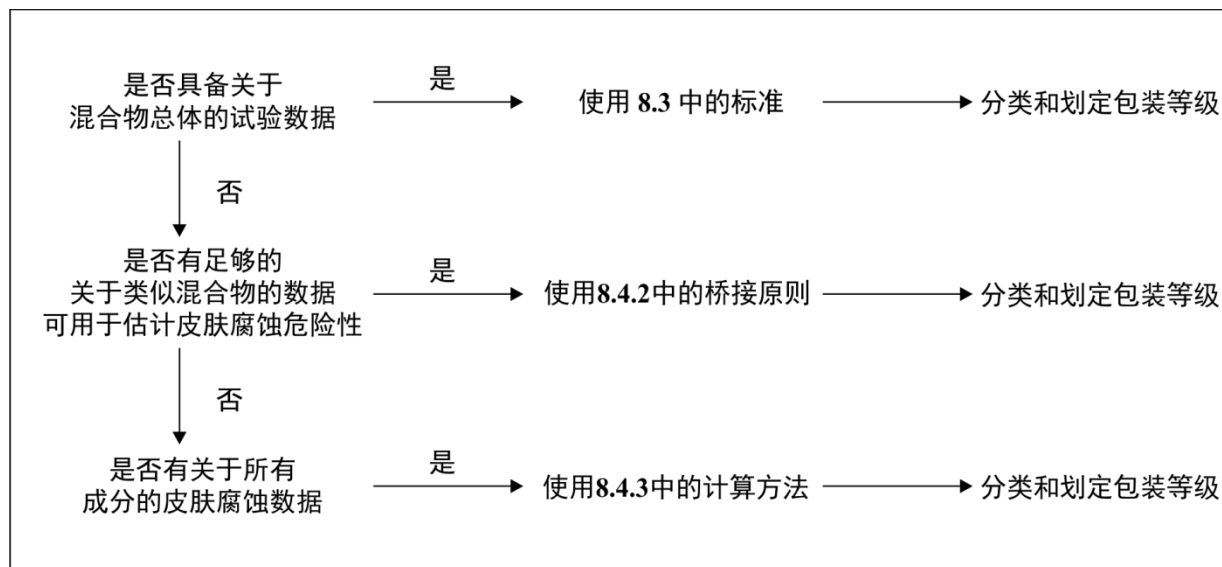 是否具备关于
混合物总体的试验数据
是
使用 8.3 中的标准
分类和划定包装等级
否
是否有足够的
关于类似混合物的数据
可用于估计皮肤腐蚀危险性
是
使用8.4.2中的桥接原则
分类和划定包装等级
否
是否有关于所有
成分的皮肤腐蚀数据
是
使用8.4.3中的计算方法
分类和划定包装等级